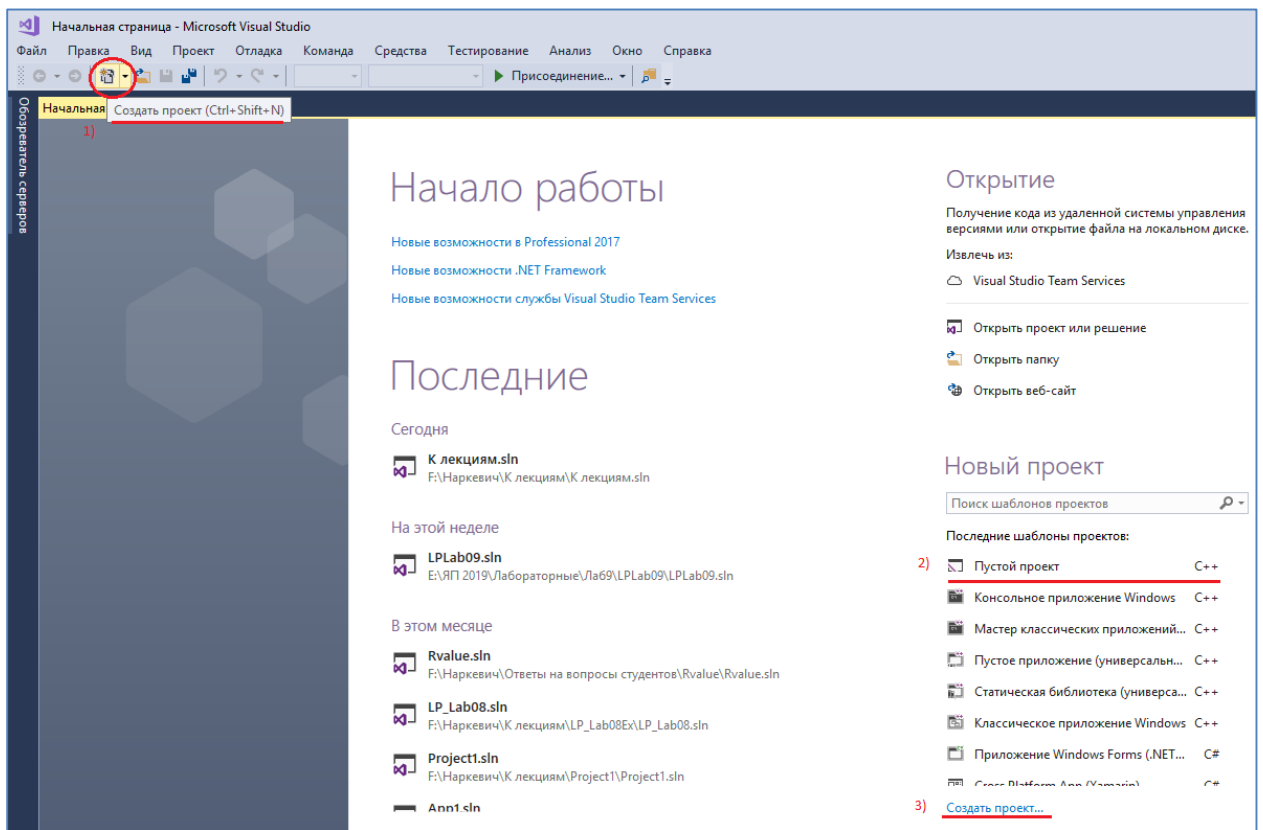 Начальная страница - Microsoft Visual Studio
Файл Правка Вид Проект Отладка Команда Средства Тестирование Анализ Окно Справка
Присоединение...
Обозреватель серверов
Начальная
Создать проект (Ctrl+Shift+N)
1)
Начало работы
Новые возможности в Professional 2017
Новые возможности .NET Framework
Новые возможности службы Visual Studio Team Services
Последние
Сегодня
К лекциям.sln
F:\Наркевич\К лекциям\К лекциям.sln
На этой неделе
LPLab09.sln
E:\ЯП 2019\Лабораторные\Лаб9\LPLab09\LPLab09.sln
В этом месяце
Rvalue.sln
F:\Наркевич\Ответы на вопросы студентов\Rvalue\Rvalue.sln
LP_Lab08.sln
F:\Наркевич\К лекциям\LP_Lab08Ex\LP_Lab08.sln
Project1.sln
F:\Наркевич\К лекциям\Project1\Project1.sln
App1.sln
Открытие
Получение кода из удаленной системы управления
версиями или открытие файла на локальном диске.
Извлечь из:
Visual Studio Team Services
Открыть проект или решение
Открыть папку
Открыть веб-сайт
Новый проект
Поиск шаблонов проектов
Последние шаблоны проектов:
2) Пустой проект C++
Консольное приложение Windows C++
Мастер классических приложений... C++
Пустое приложение (универсальн... C++
Статическая библиотека (универса... C++
Классическое приложение Windows C++
Приложение Windows Forms (.NET... C#
Cross Platform App (Xamarin) C#
3) Создать проект...